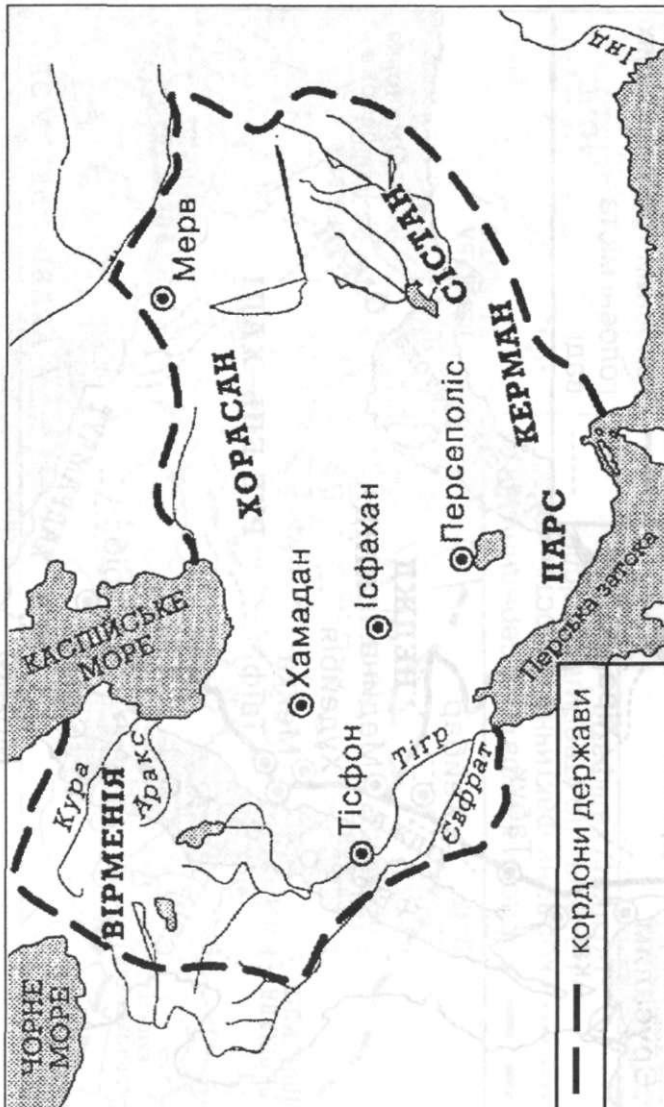 ЧОРНЕ
МОРЕ
КАСПІЙСЬКЕ
МОРЕ
Кура
Аракс
ВІРМЕНІЯ
ХОРАСАН
Мерв
Хамадан
Тісфон
Тігр
Євфрат
Ісфахан
Персеполіс
СІСТАН
КЕРМАН
ПАРС
Перська затока
Інд
кордони держави